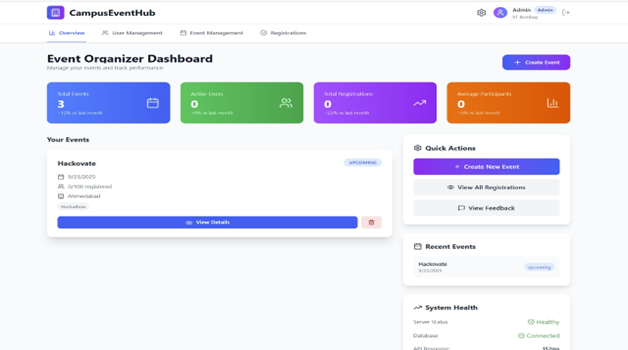 CampusEventHub
Admin Admin
IIT Bombay
Overview User Management Event Management Registrations
Event Organizer Dashboard
Manage your events and track performance
Create Event
Total Events
3
+12% vs last month
Active Users
0
+8% vs last month
Total Registrations
0
+23% vs last month
Average Participants
0
+5% vs last month
Your Events
Hackovate
UPCOMING
9/23/2025
0/100 registered
Ahmedabad
Hackathon
View Details
Quick Actions
Create New Event
View All Registrations
View Feedback
Recent Events
Hackovate
9/23/2025
upcoming
System Health
Server Status Healthy
Database Connected
API Response